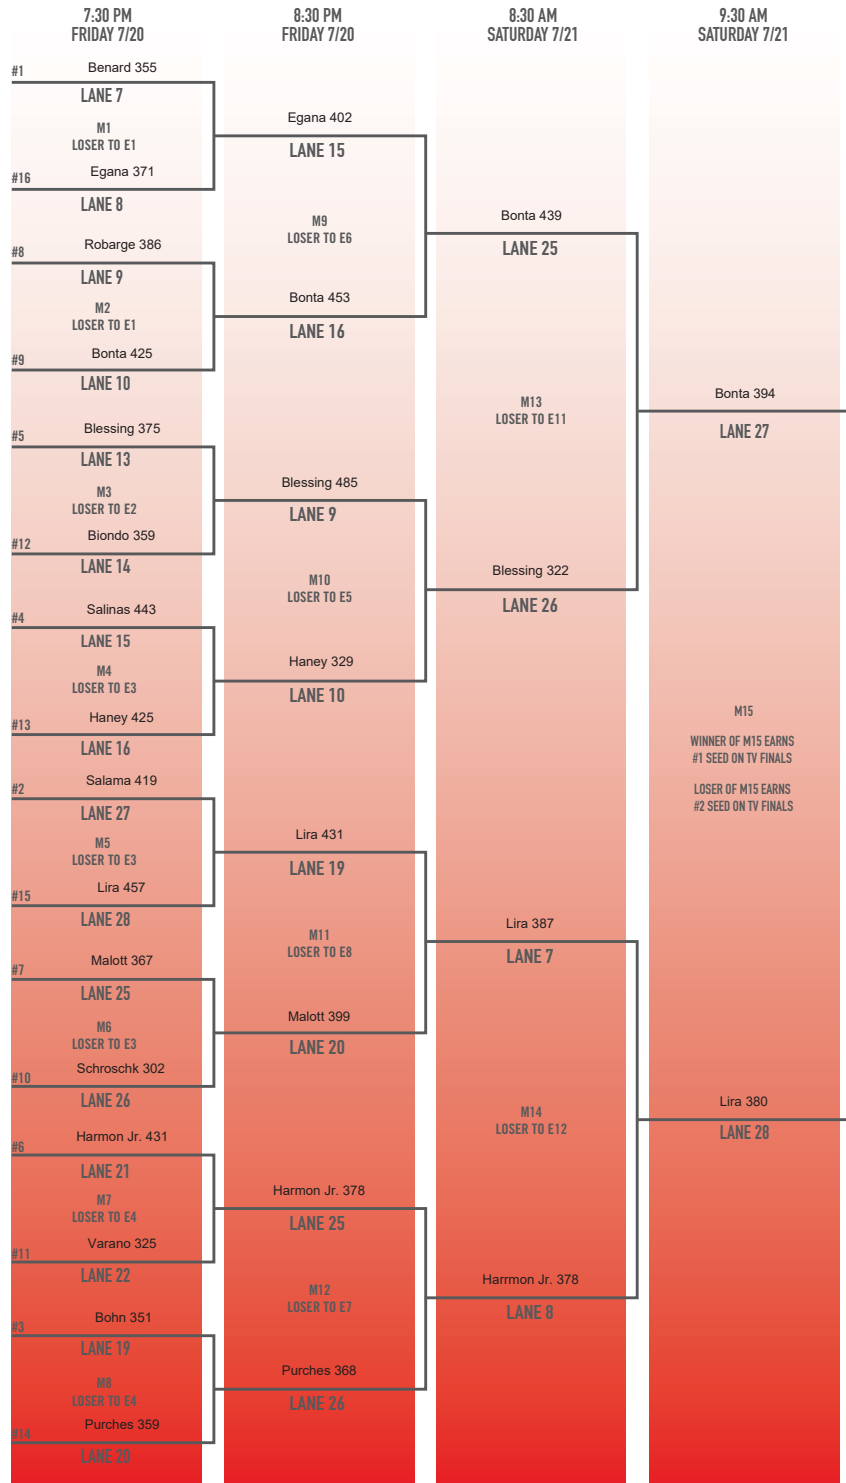 7:30 PM
FRIDAY 7/20
8:30 PM
FRIDAY 7/20
8:30 AM
SATURDAY 7/21
9:30 AM
SATURDAY 7/21
#1
Benard 355
LANE 7
M1
LOSER TO E1
#16
Egana 371
LANE 8
#8
Robarge 386
LANE 9
M2
LOSER TO E1
#9
Bonta 425
LANE 10
#5
Blessing 375
LANE 13
M3
LOSER TO E2
#12
Biondo 359
LANE 14
#4
Salinas 443
LANE 15
M4
LOSER TO E3
#13
Haney 425
LANE 16
#2
Salama 419
LANE 27
M5
LOSER TO E3
#15
Lira 457
LANE 28
#7
Malott 367
LANE 25
M6
LOSER TO E3
#10
Schroschk 302
LANE 26
#6
Harmon Jr. 431
LANE 21
M7
LOSER TO E4
#11
Varano 325
LANE 22
#3
Bohn 351
LANE 19
M8
LOSER TO E4
#14
Purches 359
LANE 20
Egana 402
LANE 15
M9
LOSER TO E6
Bonta 453
LANE 16
Blessing 485
LANE 9
M10
LOSER TO E5
Haney 329
LANE 10
Lira 431
LANE 19
M11
LOSER TO E8
Malott 399
LANE 20
Harmon Jr. 378
LANE 25
M12
LOSER TO E7
Purches 368
LANE 26
Bonta 439
LANE 25
M13
LOSER TO E11
Blessing 322
LANE 26
Lira 387
LANE 7
M14
LOSER TO E12
Harrmon Jr. 378
LANE 8
Bonta 394
LANE 27
M15
WINNER OF M15 EARNS
#1 SEED ON TV FINALS
LOSER OF M15 EARNS
#2 SEED ON TV FINALS
Lira 380
LANE 28